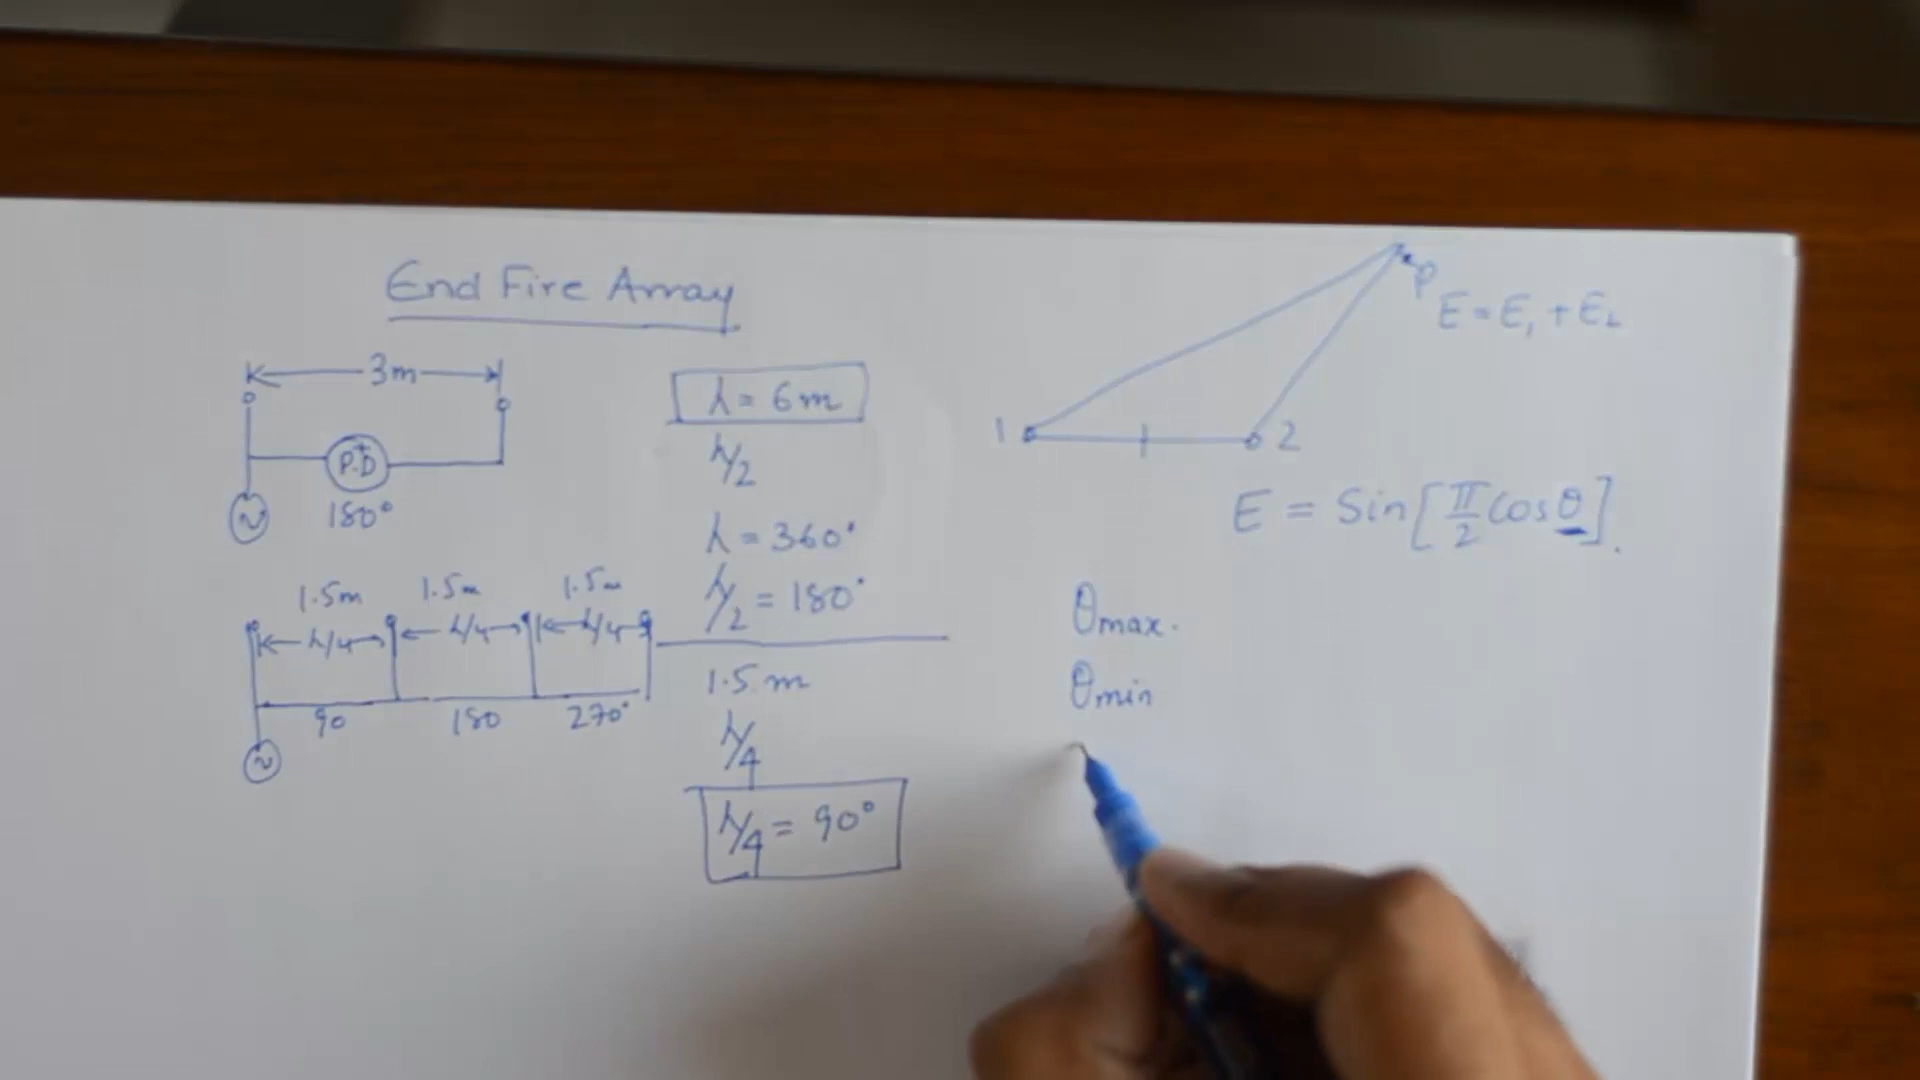 End Fire Array
3m
P.D
180°
~
1.5m 1.5m 1.5m
λ/4 λ/4 λ/4
90 180 270°
~
λ = 6m
λ/2
λ = 360°
λ/2 = 180°
1.5 m
λ/4
λ/4 = 90°
P
E = E₁ + E₂
1 2
E = Sin[π/2 Cosθ].
θmax.
θmin